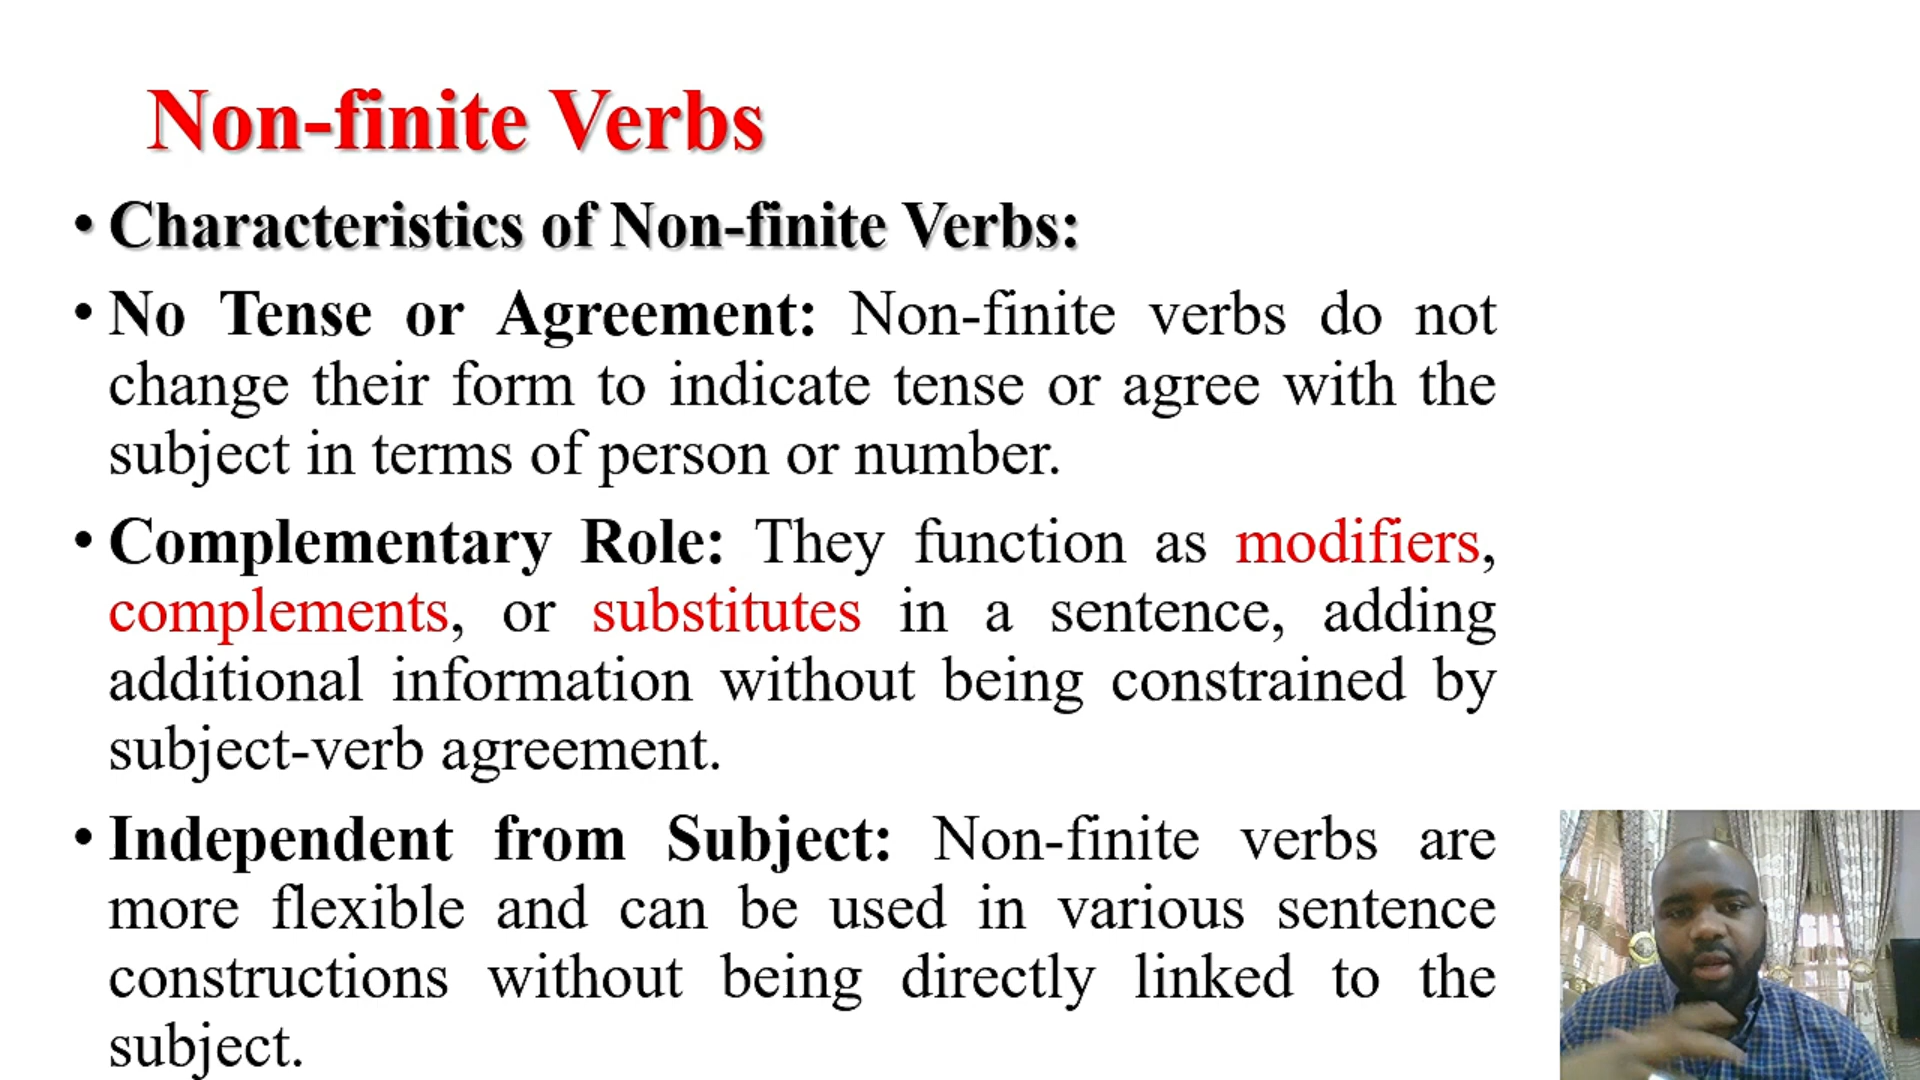 Non-finite Verbs
• Characteristics of Non-finite Verbs:
• No Tense or Agreement: Non-finite verbs do not
change their form to indicate tense or agree with the
subject in terms of person or number.
• Complementary Role: They function as modifiers,
complements, or substitutes in a sentence, adding
additional information without being constrained by
subject-verb agreement.
• Independent from Subject: Non-finite verbs are
more flexible and can be used in various sentence
constructions without being directly linked to the
subject.